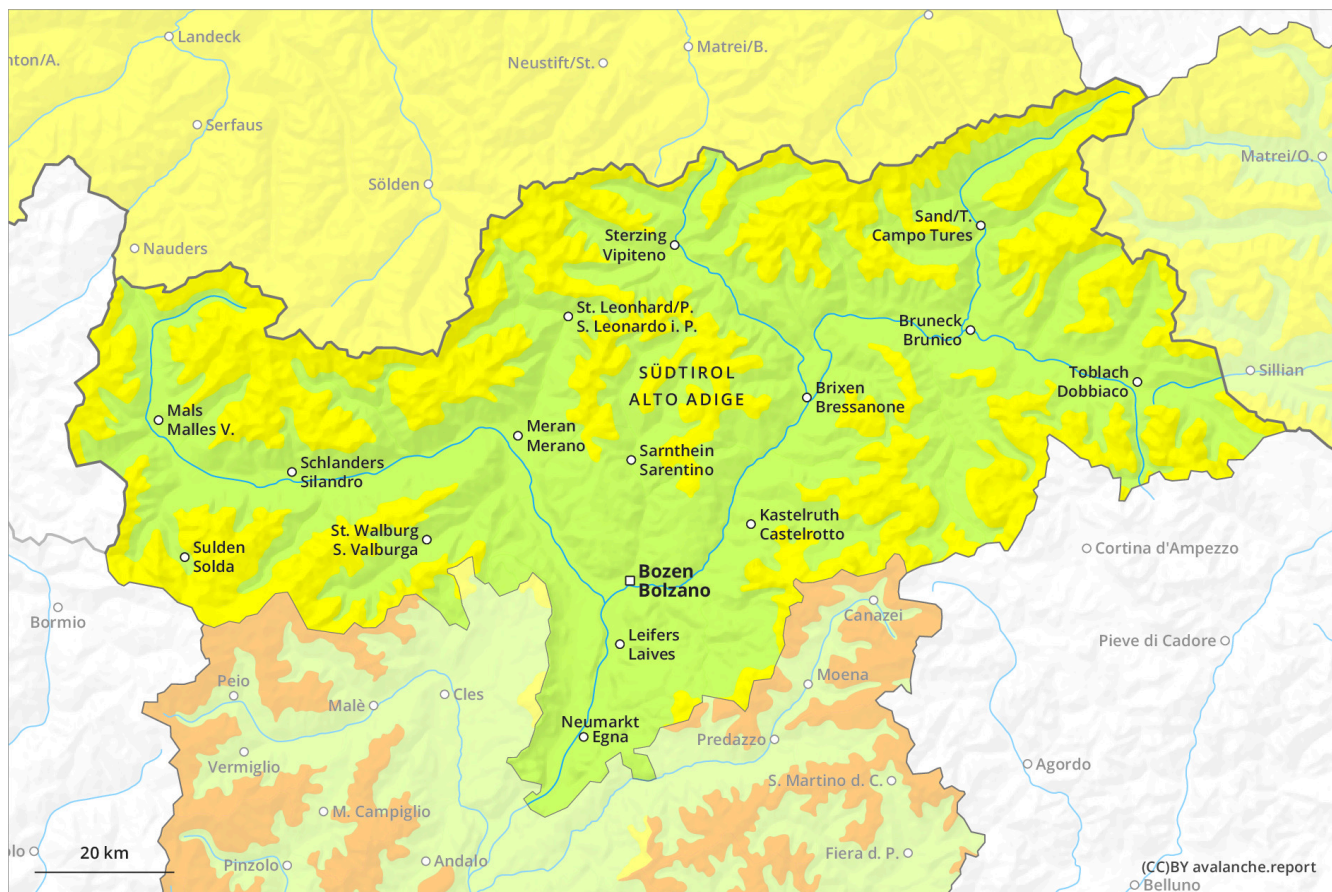 Landeck
nton/A.
Matrei/B.
Neustift/St.
Serfaus
Matrei/O.
Sölden
Sand/T.
Campo Tures
Nauders
Sterzing
Vipiteno
St. Leonhard/P.
S. Leonardo i. P.
Bruneck
Brunico
SÜDTIROL
ALTO ADIGE
Toblach
Dobbiaco
Sillian
Brixen
Bressanone
Mals
Malles V.
Meran
Merano
Sarnthein
Sarentino
Schlanders
Silandro
Kastelruth
Castelrotto
St. Walburg
S. Valburga
Sulden
Solda
Cortina d'Ampezzo
Bozen
Bolzano
Bormio
Canazei
Leifers
Laives
Pieve di Cadore
Peio
Moena
Malè
Cles
Neumarkt
Egna
Predazzo
Vermiglio
Agordo
S. Martino d. C.
M. Campiglio
olo
20 km
Pinzolo
Andalo
Fiera d. P.
(CC)BY avalanche.report
Belluno